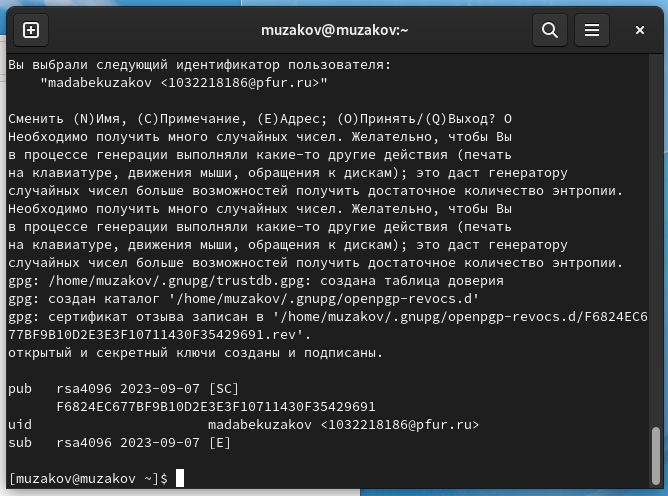 muzakov@muzakov:~
Вы выбрали следующий идентификатор пользователя:
"madabekuzakov <1032218186@pfur.ru>"
Сменить (N)Имя, (C)Примечание, (E)Адрес; (O)Принять/(Q)Выход? O
Необходимо получить много случайных чисел. Желательно, чтобы Вы
в процессе генерации выполняли какие-то другие действия (печать
на клавиатуре, движения мыши, обращения к дискам); это даст генератору
случайных чисел больше возможностей получить достаточное количество энтропии.
Необходимо получить много случайных чисел. Желательно, чтобы Вы
в процессе генерации выполняли какие-то другие действия (печать
на клавиатуре, движения мыши, обращения к дискам); это даст генератору
случайных чисел больше возможностей получить достаточное количество энтропии.
gpg: /home/muzakov/.gnupg/trustdb.gpg: создана таблица доверия
gpg: создан каталог '/home/muzakov/.gnupg/openpgp-revocs.d'
gpg: сертификат отзыва записан в '/home/muzakov/.gnupg/openpgp-revocs.d/F6824EC6
77BF9B10D2E3E3F10711430F35429691.rev'.
открытый и секретный ключи созданы и подписаны.
pub   rsa4096 2023-09-07 [SC]
F6824EC677BF9B10D2E3E3F10711430F35429691
uid                      madabekuzakov <1032218186@pfur.ru>
sub   rsa4096 2023-09-07 [E]
[muzakov@muzakov ~]$